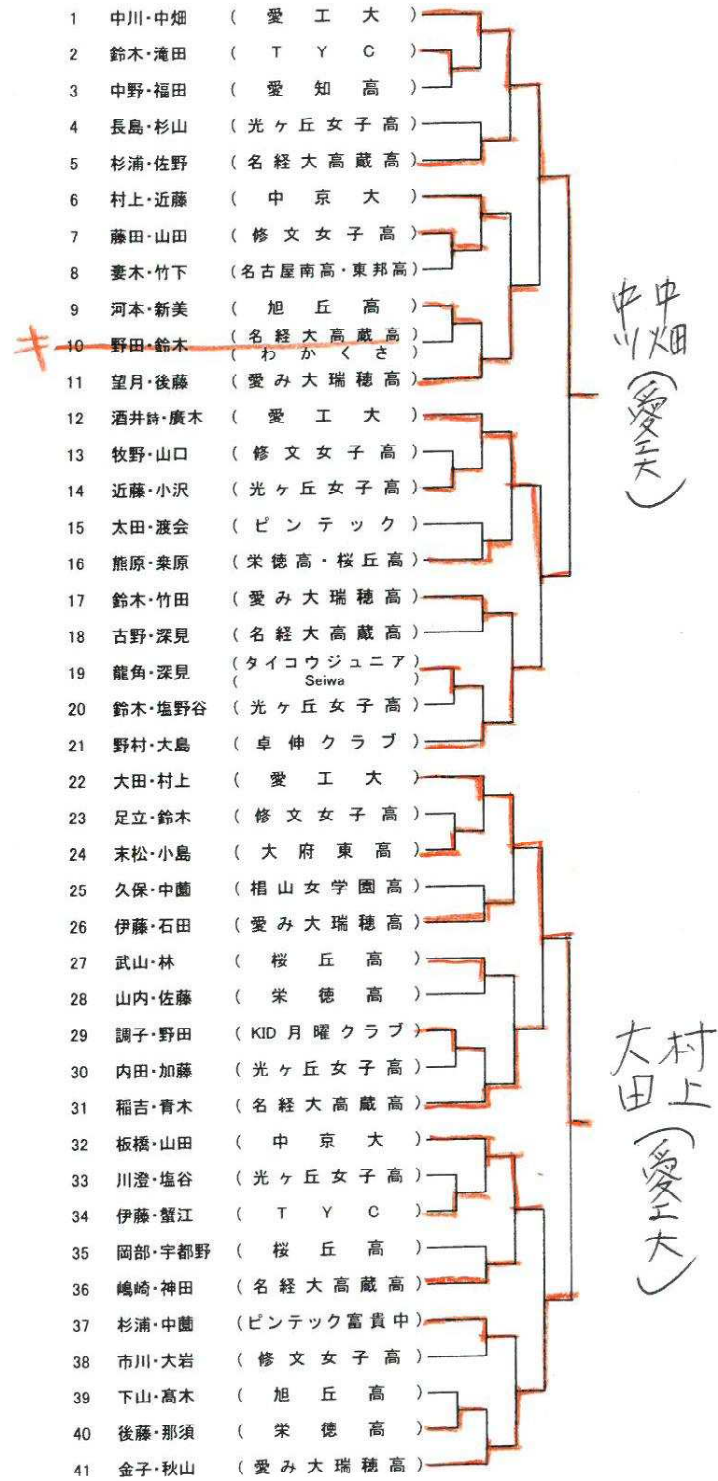 1 中川・中畑 (愛工大)
2 鈴木・滝田 (TYC)
3 中野・福田 (愛知高)
4 長島・杉山 (光ヶ丘女子高)
5 杉浦・佐野 (名経大高蔵高)
6 村上・近藤 (中京大)
7 藤田・山田 (修文女子高)
8 妻木・竹下 (名古屋南高・東邦高)
9 河本・新美 (旭丘高)
キ 10 野田・鈴木 (名経大高蔵高)
(わかくさ)
11 望月・後藤 (愛み大瑞穂高)
12 酒井詩・廣木 (愛工大)
13 牧野・山口 (修文女子高)
14 近藤・小沢 (光ヶ丘女子高)
15 太田・渡会 (ピンテック)
16 熊原・桒原 (栄徳高・桜丘高)
17 鈴木・竹田 (愛み大瑞穂高)
18 古野・深見 (名経大高蔵高)
19 龍角・深見 (タイコウジュニア)
(Seiwa)
20 鈴木・塩野谷 (光ヶ丘女子高)
21 野村・大島 (卓伸クラブ)
22 大田・村上 (愛工大)
23 足立・鈴木 (修文女子高)
24 末松・小島 (大府東高)
25 久保・中薗 (椙山女学園高)
26 伊藤・石田 (愛み大瑞穂高)
27 武山・林 (桜丘高)
28 山内・佐藤 (栄徳高)
29 調子・野田 (KID月曜クラブ)
30 内田・加藤 (光ヶ丘女子高)
31 稲吉・青木 (名経大高蔵高)
32 板橋・山田 (中京大)
33 川澄・塩谷 (光ヶ丘女子高)
34 伊藤・蟹江 (TYC)
35 岡部・宇都野 (桜丘高)
36 嶋崎・神田 (名経大高蔵高)
37 杉浦・中薗 (ピンテック富貴中)
38 市川・大岩 (修文女子高)
39 下山・髙木 (旭丘高)
40 後藤・那須 (栄徳高)
41 金子・秋山 (愛み大瑞穂高)
中畑
中川
(愛工大)
村上
大田
(愛工大)